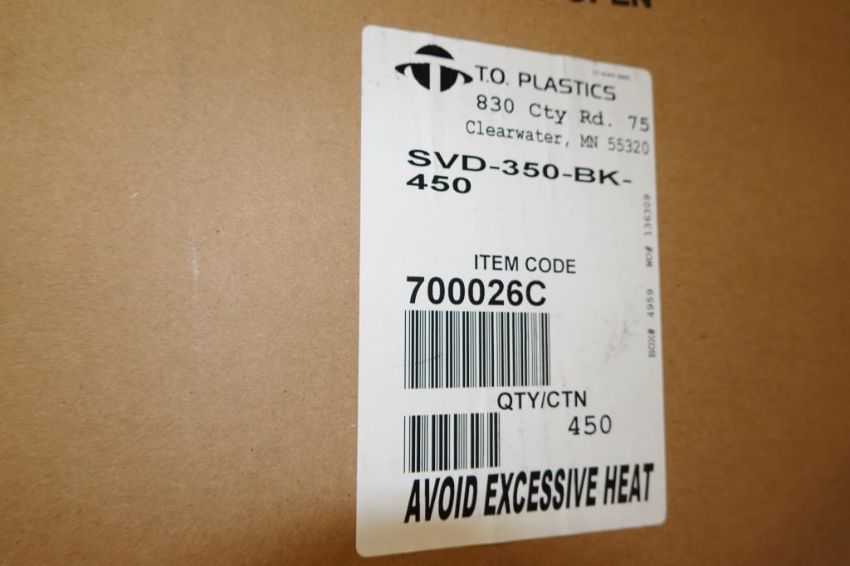 OPEN
T.O. PLASTICS
830 Cty Rd. 75
Clearwater, MN 55320
SVD-350-BK-
450
ITEM CODE
700026C
QTY/CTN
450
AVOID EXCESSIVE HEAT
BOX# 4959 WO# 136309